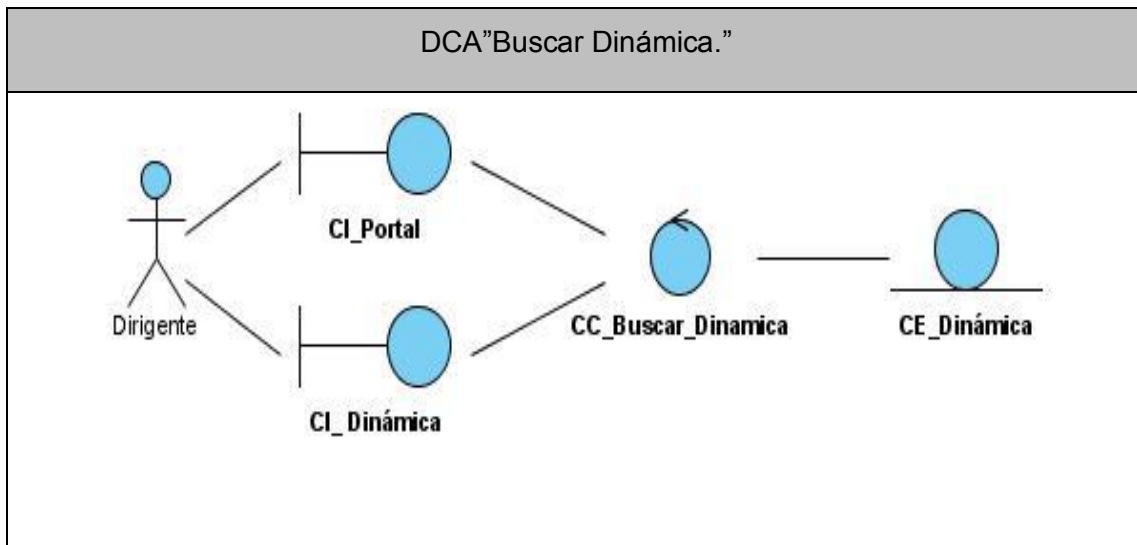 DCA”Buscar Dinámica.”
CI_Portal
Dirigente
CC_Buscar_Dinamica
CE_Dinámica
CI_ Dinámica